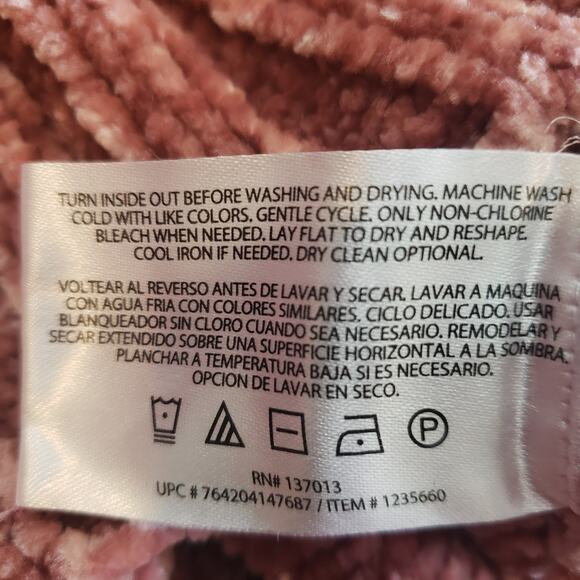 TURN INSIDE OUT BEFORE WASHING AND DRYING. MACHINE WASH
COLD WITH LIKE COLORS. GENTLE CYCLE. ONLY NON-CHLORINE
BLEACH WHEN NEEDED. LAY FLAT TO DRY AND RESHAPE.
COOL IRON IF NEEDED. DRY CLEAN OPTIONAL.
VOLTEAR AL REVERSO ANTES DE LAVAR Y SECAR. LAVAR A MAQUINA
CON AGUA FRIA CON COLORES SIMILARES. CICLO DELICADO. USAR
BLANQUEADOR SIN CLORO CUANDO SEA NECESARIO. REMODELAR Y
SECAR EXTENDIDO SOBRE UNA SUPERFICIE HORIZONTAL A LA SOMBRA.
PLANCHAR A TEMPERATURA BAJA SI ES NECESARIO.
OPCION DE LAVAR EN SECO.
P
RN# 137013
UPC # 764204147687 / ITEM # 1235660